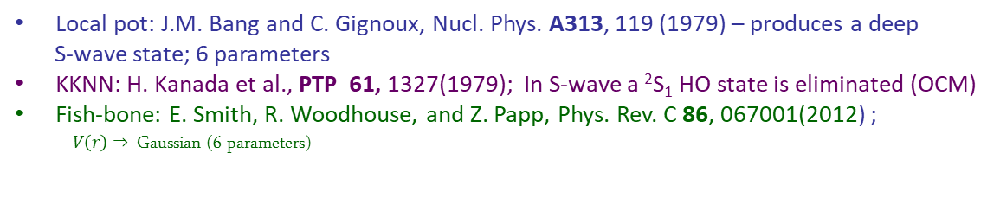 • Local pot: J.M. Bang and C. Gignoux, Nucl. Phys. A313, 119 (1979) – produces a deep
S-wave state; 6 parameters
• KKNN: H. Kanada et al., PTP 61, 1327(1979); In S-wave a ²S₁ HO state is eliminated (OCM)
• Fish-bone: E. Smith, R. Woodhouse, and Z. Papp, Phys. Rev. C 86, 067001(2012) ;
V(r) ⇒ Gaussian (6 parameters)